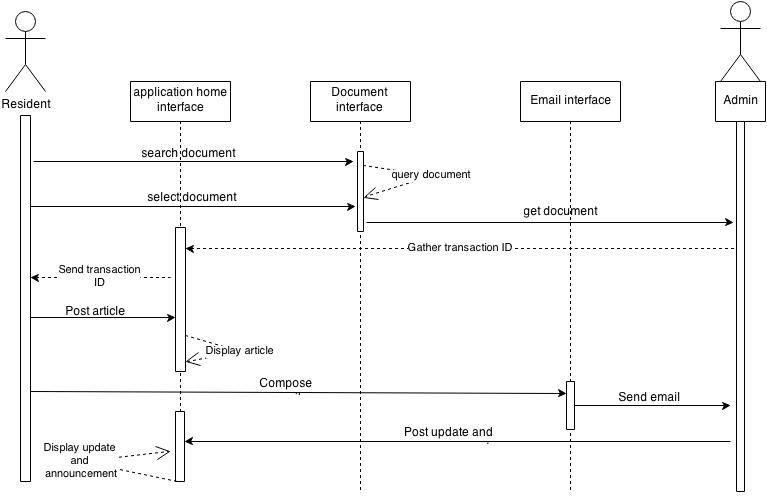 Resident
application home
interface
Document
interface
Email interface
Admin
search document
query document
select document
get document
Gather transaction ID
Send transaction
ID
Post article
Display article
Compose
Send email
Post update and
Display update
and
announcement